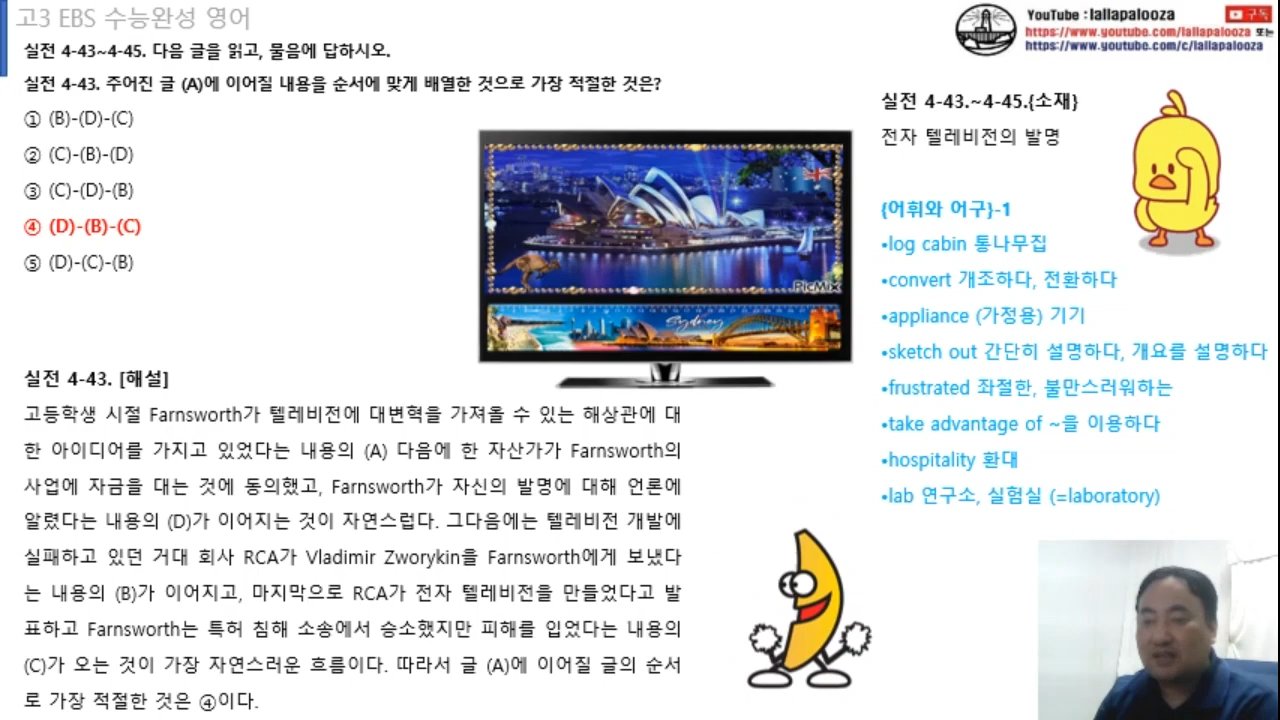 고3 EBS 수능완성 영어
실전 4-43~4-45. 다음 글을 읽고, 물음에 답하시오.
실전 4-43. 주어진 글 (A)에 이어질 내용을 순서에 맞게 배열한 것으로 가장 적절한 것은?
① (B)-(D)-(C)
② (C)-(B)-(D)
③ (C)-(D)-(B)
④ (D)-(B)-(C)
⑤ (D)-(C)-(B)
PicMix
Sydney
실전 4-43. [해설]
고등학생 시절 Farnsworth가 텔레비전에 대변혁을 가져올 수 있는 해상관에 대
한 아이디어를 가지고 있었다는 내용의 (A) 다음에 한 자산가가 Farnsworth의
사업에 자금을 대는 것에 동의했고, Farnsworth가 자신의 발명에 대해 언론에
알렸다는 내용의 (D)가 이어지는 것이 자연스럽다. 그다음에는 텔레비전 개발에
실패하고 있던 거대 회사 RCA가 Vladimir Zworykin을 Farnsworth에게 보냈다
는 내용의 (B)가 이어지고, 마지막으로 RCA가 전자 텔레비전을 만들었다고 발
표하고 Farnsworth는 특허 침해 소송에서 승소했지만 피해를 입었다는 내용의
(C)가 오는 것이 가장 자연스러운 흐름이다. 따라서 글 (A)에 이어질 글의 순서
로 가장 적절한 것은 ④이다.
YouTube : lallapalooza
구독
https://www.youtube.com/lallapalooza 또는
https://www.youtube.com/c/lallapalooza
실전 4-43.~4-45.{소재}
전자 텔레비전의 발명
{어휘와 어구}-1
•log cabin 통나무집
•convert 개조하다, 전환하다
•appliance (가정용) 기기
•sketch out 간단히 설명하다, 개요를 설명하다
•frustrated 좌절한, 불만스러워하는
•take advantage of ~을 이용하다
•hospitality 환대
•lab 연구소, 실험실 (=laboratory)